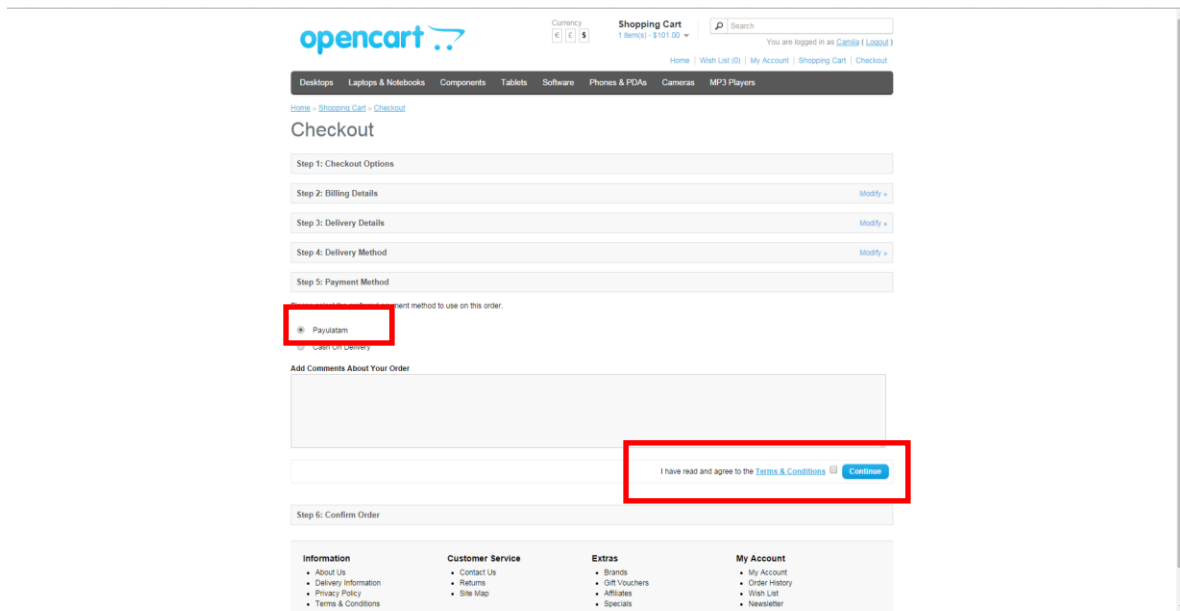 opencart
Currency
€ £ $
Shopping Cart
1 item(s) - $101.00
Search
You are logged in as Camila ( Logout )
Home | Wish List (0) | My Account | Shopping Cart | Checkout
Desktops Laptops & Notebooks Components Tablets Software Phones & PDAs Cameras MP3 Players
Home » Shopping Cart » Checkout
Checkout
Step 1: Checkout Options
Step 2: Billing Details Modify »
Step 3: Delivery Details Modify »
Step 4: Delivery Method Modify »
Step 5: Payment Method
payment method to use on this order.
Payulatam
Cash On Delivery
Add Comments About Your Order
I have read and agree to the Terms & Conditions Continue
Step 6: Confirm Order
Information Customer Service Extras My Account
About Us Contact Us Brands My Account
Delivery Information Returns Gift Vouchers Order History
Privacy Policy Site Map Affiliates Wish List
Terms & Conditions Specials Newsletter